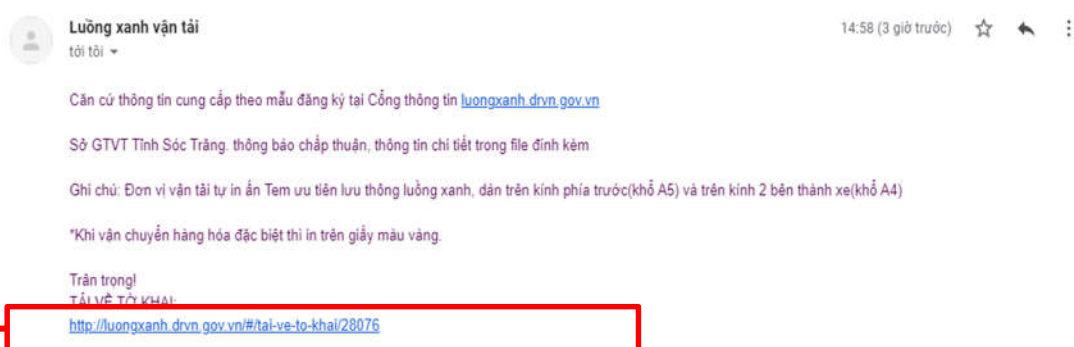 Luồng xanh vận tải
14:58 (3 giờ trước)
tới tôi
Căn cứ thông tin cung cấp theo mẫu đăng ký tại Cổng thông tin luongxanh.drvn.gov.vn
Sở GTVT Tỉnh Sóc Trăng. thông báo chấp thuận, thông tin chi tiết trong file đính kèm
Ghi chú: Đơn vị vận tải tự in ấn Tem ưu tiên lưu thông luồng xanh, dán trên kính phía trước(khổ A5) và trên kính 2 bên thành xe(khổ A4)
*Khi vận chuyển hàng hóa đặc biệt thì in trên giấy màu vàng.
Trân trọng!
TẢI VỀ TỜ KHAI:
http://luongxanh.drvn.gov.vn/#/tai-ve-to-khai/28076